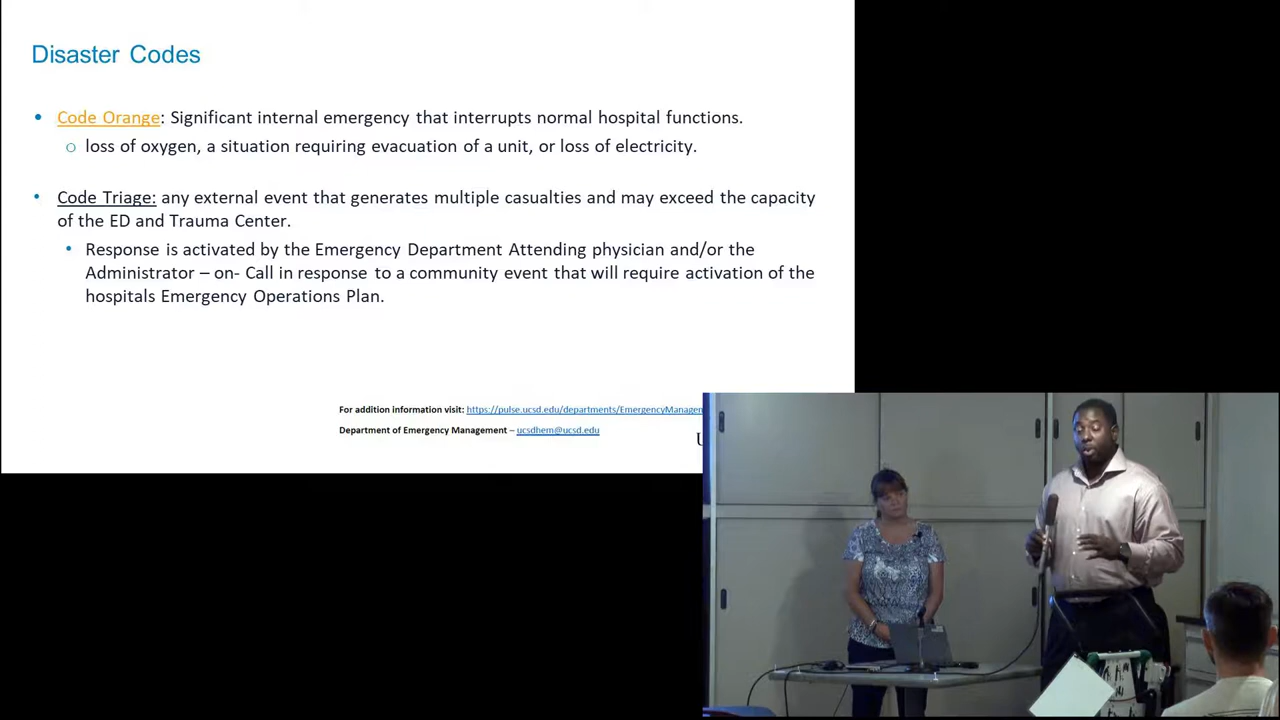 Disaster Codes
• Code Orange: Significant internal emergency that interrupts normal hospital functions.
o loss of oxygen, a situation requiring evacuation of a unit, or loss of electricity.
• Code Triage: any external event that generates multiple casualties and may exceed the capacity
of the ED and Trauma Center.
• Response is activated by the Emergency Department Attending physician and/or the
Administrator – on- Call in response to a community event that will require activation of the
hospitals Emergency Operations Plan.
For addition information visit: https://pulse.ucsd.edu/departments/EmergencyManagem
Department of Emergency Management – ucsdhem@ucsd.edu